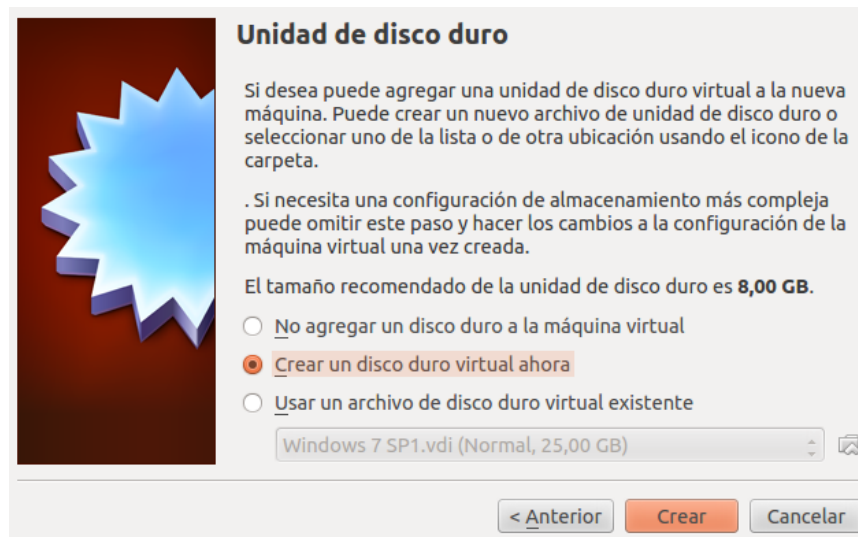 Unidad de disco duro
Si desea puede agregar una unidad de disco duro virtual a la nueva
máquina. Puede crear un nuevo archivo de unidad de disco duro o
seleccionar uno de la lista o de otra ubicación usando el icono de la
carpeta.
. Si necesita una configuración de almacenamiento más compleja
puede omitir este paso y hacer los cambios a la configuración de la
máquina virtual una vez creada.
El tamaño recomendado de la unidad de disco duro es 8,00 GB.
No agregar un disco duro a la máquina virtual
Crear un disco duro virtual ahora
Usar un archivo de disco duro virtual existente
Windows 7 SP1.vdi (Normal, 25,00 GB)
< Anterior Crear Cancelar